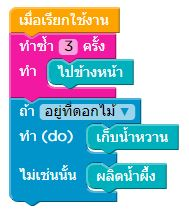 เมื่อเรียกใช้งาน
ทำซ้ำ 3 ครั้ง
ทำ ไปข้างหน้า
ถ้า อยู่ที่ดอกไม้ ▼
ทำ (do) เก็บน้ำหวาน
ไม่เช่นนั้น ผลิตน้ำผึ้ง